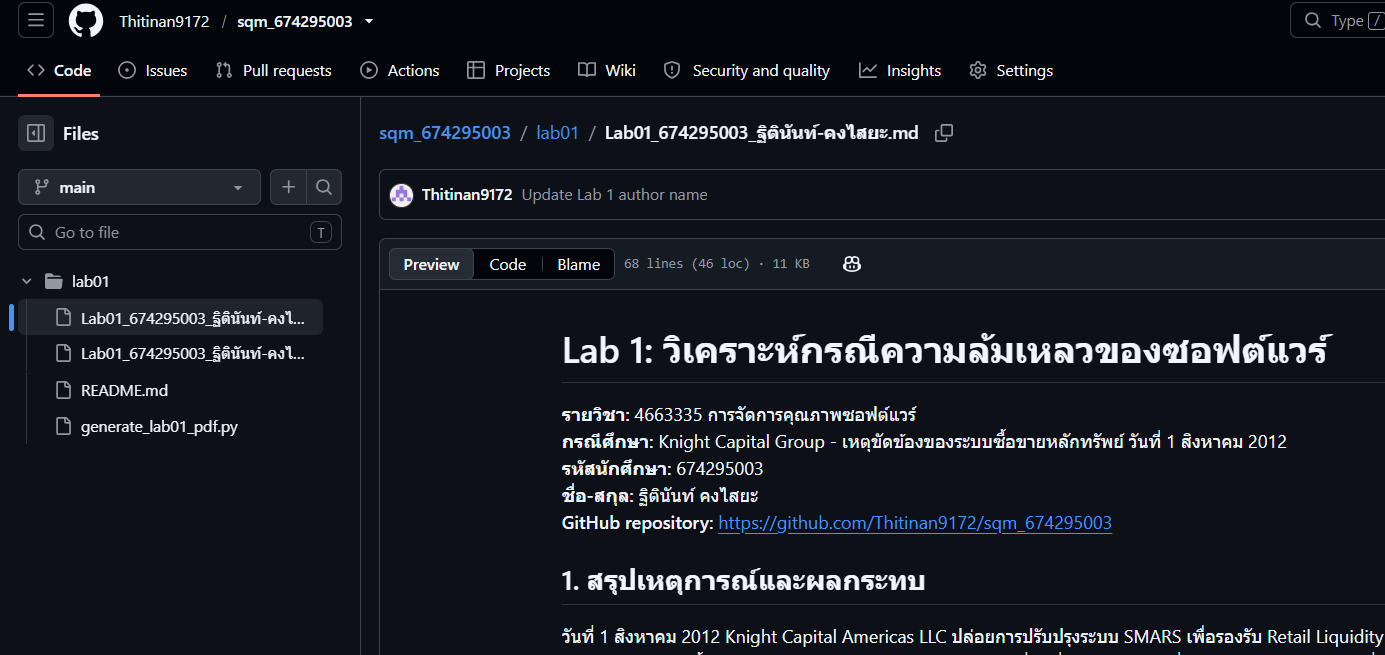 Thitinan9172 / sqm_674295003
Type /
Code Issues Pull requests Actions Projects Wiki Security and quality Insights Settings
Files
main
Go to file T
lab01
Lab01_674295003_ฐิตินันท์-คงไ...
Lab01_674295003_ฐิตินันท์-คงไ...
README.md
generate_lab01_pdf.py
sqm_674295003 / lab01 / Lab01_674295003_ฐิตินันท์-คงไสยะ.md
Thitinan9172 Update Lab 1 author name
Preview Code Blame 68 lines (46 loc) · 11 KB
Lab 1: วิเคราะห์กรณีความล้มเหลวของซอฟต์แวร์
รายวิชา: 4663335 การจัดการคุณภาพซอฟต์แวร์
กรณีศึกษา: Knight Capital Group - เหตุขัดข้องของระบบซื้อขายหลักทรัพย์ วันที่ 1 สิงหาคม 2012
รหัสนักศึกษา: 674295003
ชื่อ-สกุล: ฐิตินันท์ คงไสยะ
GitHub repository: https://github.com/Thitinan9172/sqm_674295003
1. สรุปเหตุการณ์และผลกระทบ
วันที่ 1 สิงหาคม 2012 Knight Capital Americas LLC ปล่อยการปรับปรุงระบบ SMARS เพื่อรองรับ Retail Liquidity